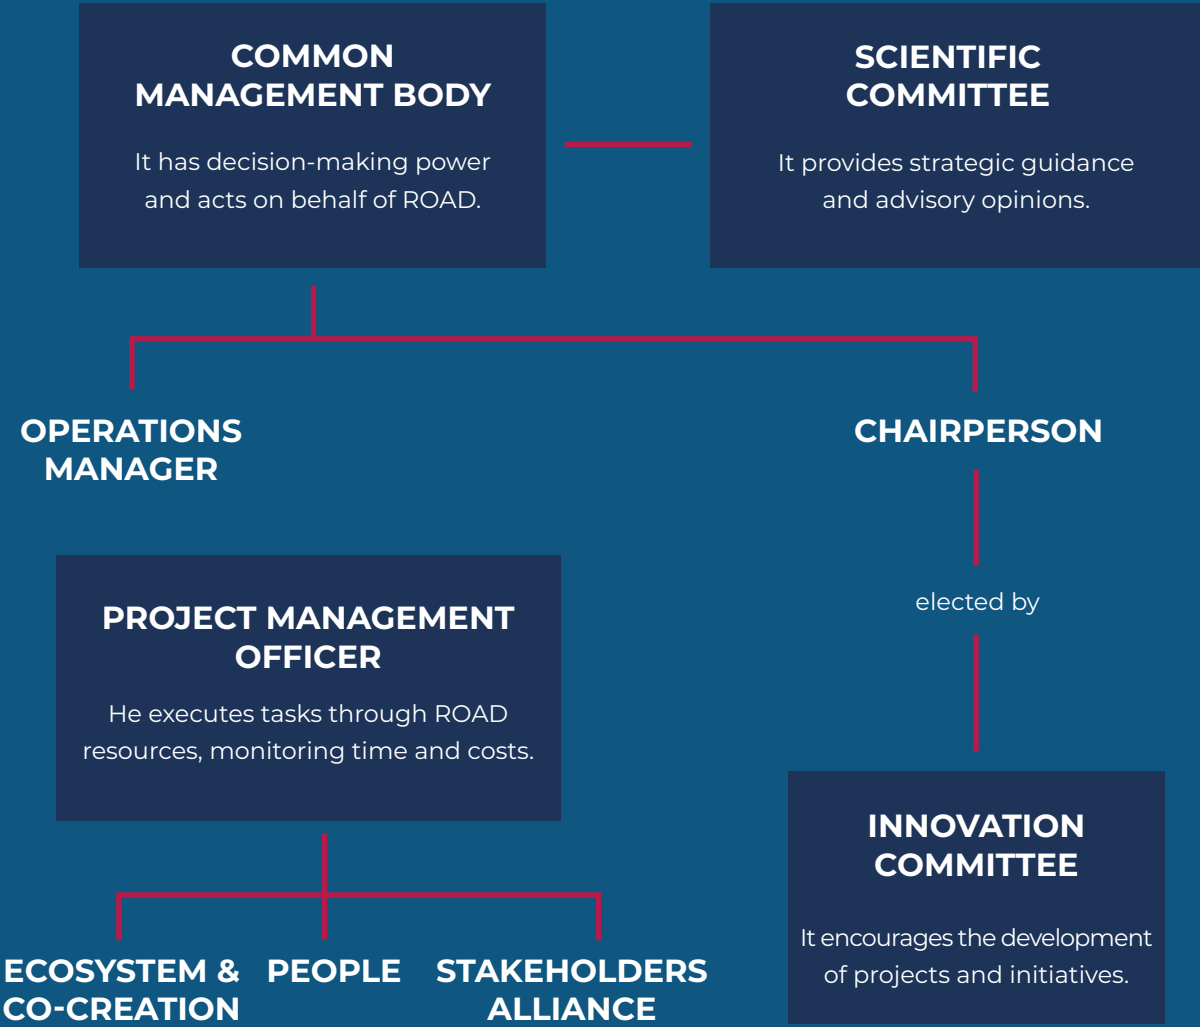 COMMON
MANAGEMENT BODY
It has decision-making power
and acts on behalf of ROAD.
SCIENTIFIC
COMMITTEE
It provides strategic guidance
and advisory opinions.
OPERATIONS
MANAGER
CHAIRPERSON
elected by
PROJECT MANAGEMENT
OFFICER
He executes tasks through ROAD
resources, monitoring time and costs.
INNOVATION
COMMITTEE
It encourages the development
of projects and initiatives.
ECOSYSTEM &
CO-CREATION
PEOPLE
STAKEHOLDERS
ALLIANCE